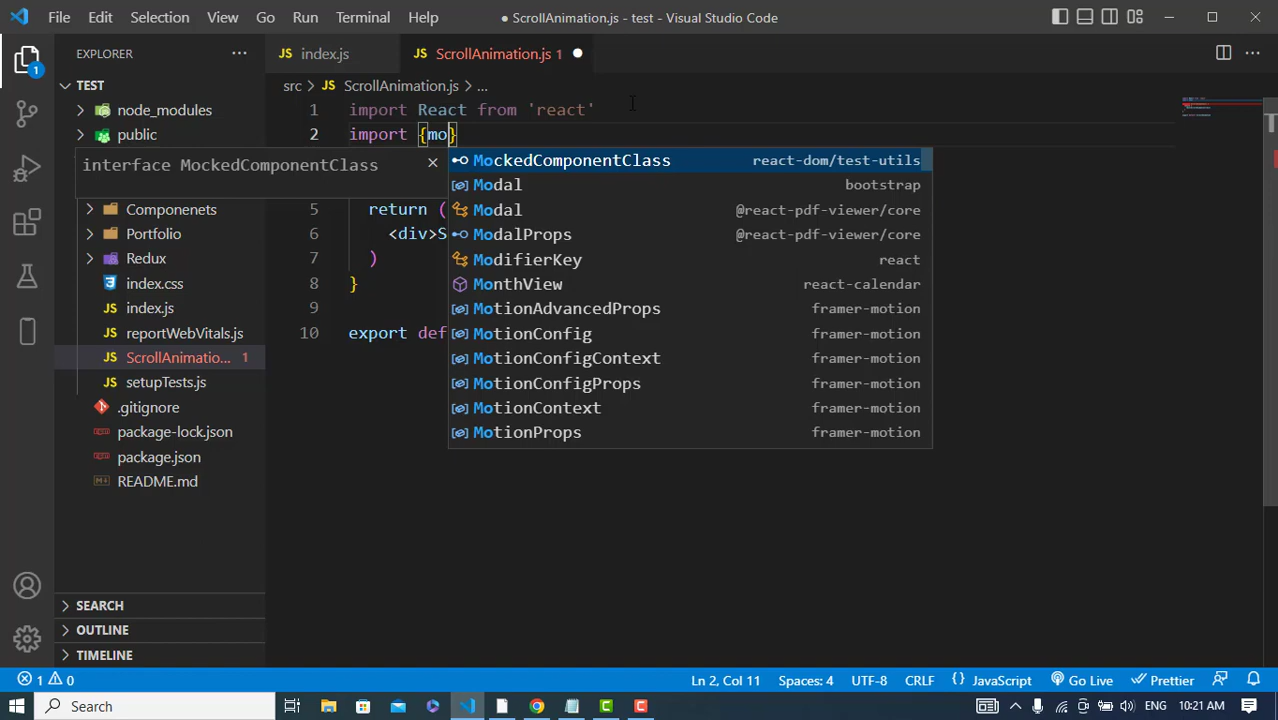 File Edit Selection View Go Run Terminal Help ● ScrollAnimation.js - test - Visual Studio Code
EXPLORER ···
JS index.js
JS ScrollAnimation.js 1 ●
TEST
src > JS ScrollAnimation.js > ...
node_modules
public
1 import React from 'react'
2 import {mo}
interface MockedComponentClass
MockedComponentClass react-dom/test-utils
Modal bootstrap
Modal @react-pdf-viewer/core
ModalProps @react-pdf-viewer/core
ModifierKey react
MonthView react-calendar
MotionAdvancedProps framer-motion
MotionConfig framer-motion
MotionConfigContext framer-motion
MotionConfigProps framer-motion
MotionContext framer-motion
MotionProps framer-motion
Componenets
Portfolio
Redux
index.css
JS index.js
JS reportWebVitals.js
JS ScrollAnimatio... 1
JS setupTests.js
.gitignore
package-lock.json
package.json
README.md
5 return (
6 <div>S
7 )
8 }
9
10 export def
1
SEARCH
OUTLINE
TIMELINE
1 0 Ln 2, Col 11 Spaces: 4 UTF-8 CRLF {} JavaScript Go Live Prettier
Search ENG 10:21 AM